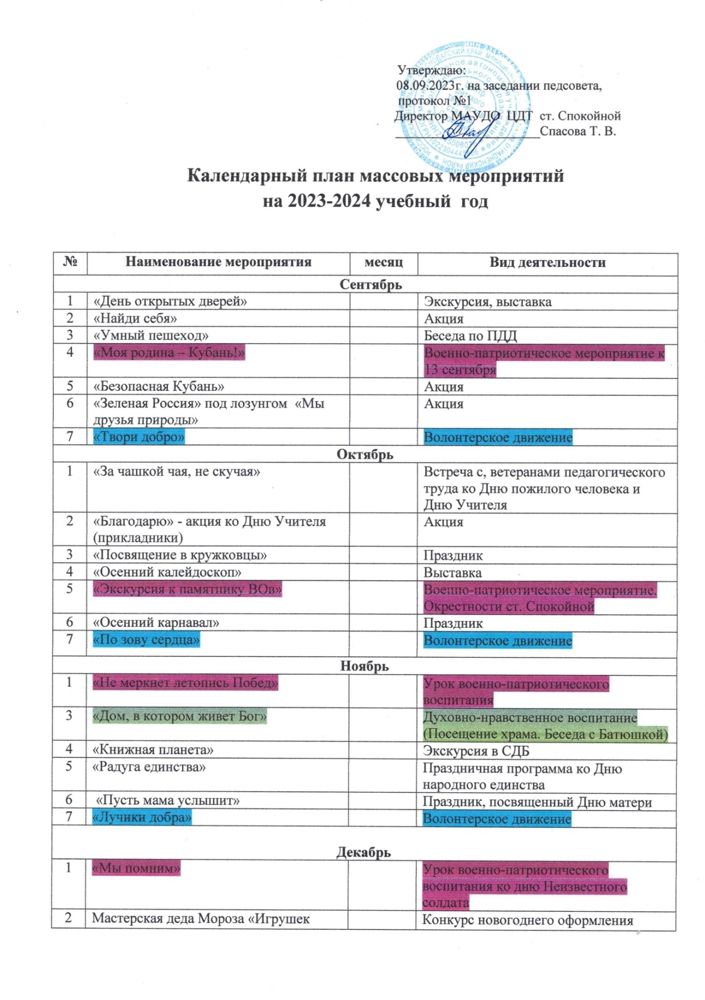 Утверждаю:
08.09.2023г. на заседании педсовета,
протокол №1
Директор МАУДО ЦДТ ст. Спокойной
Спасова Т. В.
Календарный план массовых мероприятий
на 2023-2024 учебный год
№ Наименование мероприятия месяц Вид деятельности
Сентябрь
1 «День открытых дверей» Экскурсия, выставка
2 «Найди себя» Акция
3 «Умный пешеход» Беседа по ПДД
4 «Моя родина – Кубань!» Военно-патриотическое мероприятие к
13 сентября
5 «Безопасная Кубань» Акция
6 «Зеленая Россия» под лозунгом «Мы Акция
друзья природы»
7 «Твори добро» Волонтерское движение
Октябрь
1 «За чашкой чая, не скучая» Встреча с, ветеранами педагогического
труда ко Дню пожилого человека и
Дню Учителя
2 «Благодарю» - акция ко Дню Учителя Акция
(прикладники)
3 «Посвящение в кружковцы» Праздник
4 «Осенний калейдоскоп» Выставка
5 «Экскурсия к памятнику ВОв» Военно-патриотическое мероприятие.
Окрестности ст. Спокойной
6 «Осенний карнавал» Праздник
7 «По зову сердца» Волонтерское движение
Ноябрь
1 «Не меркнет летопись Побед» Урок военно-патриотического
воспитания
3 «Дом, в котором живет Бог» Духовно-нравственное воспитание
(Посещение храма. Беседа с Батюшкой)
4 «Книжная планета» Экскурсия в СДБ
5 «Радуга единства» Праздничная программа ко Дню
народного единства
6 «Пусть мама услышит» Праздник, посвященный Дню матери
7 «Лучики добра» Волонтерское движение
Декабрь
1 «Мы помним» Урок военно-патриотического
воспитания ко дню Неизвестного
солдата
2 Мастерская деда Мороза «Игрушек Конкурс новогоднего оформления